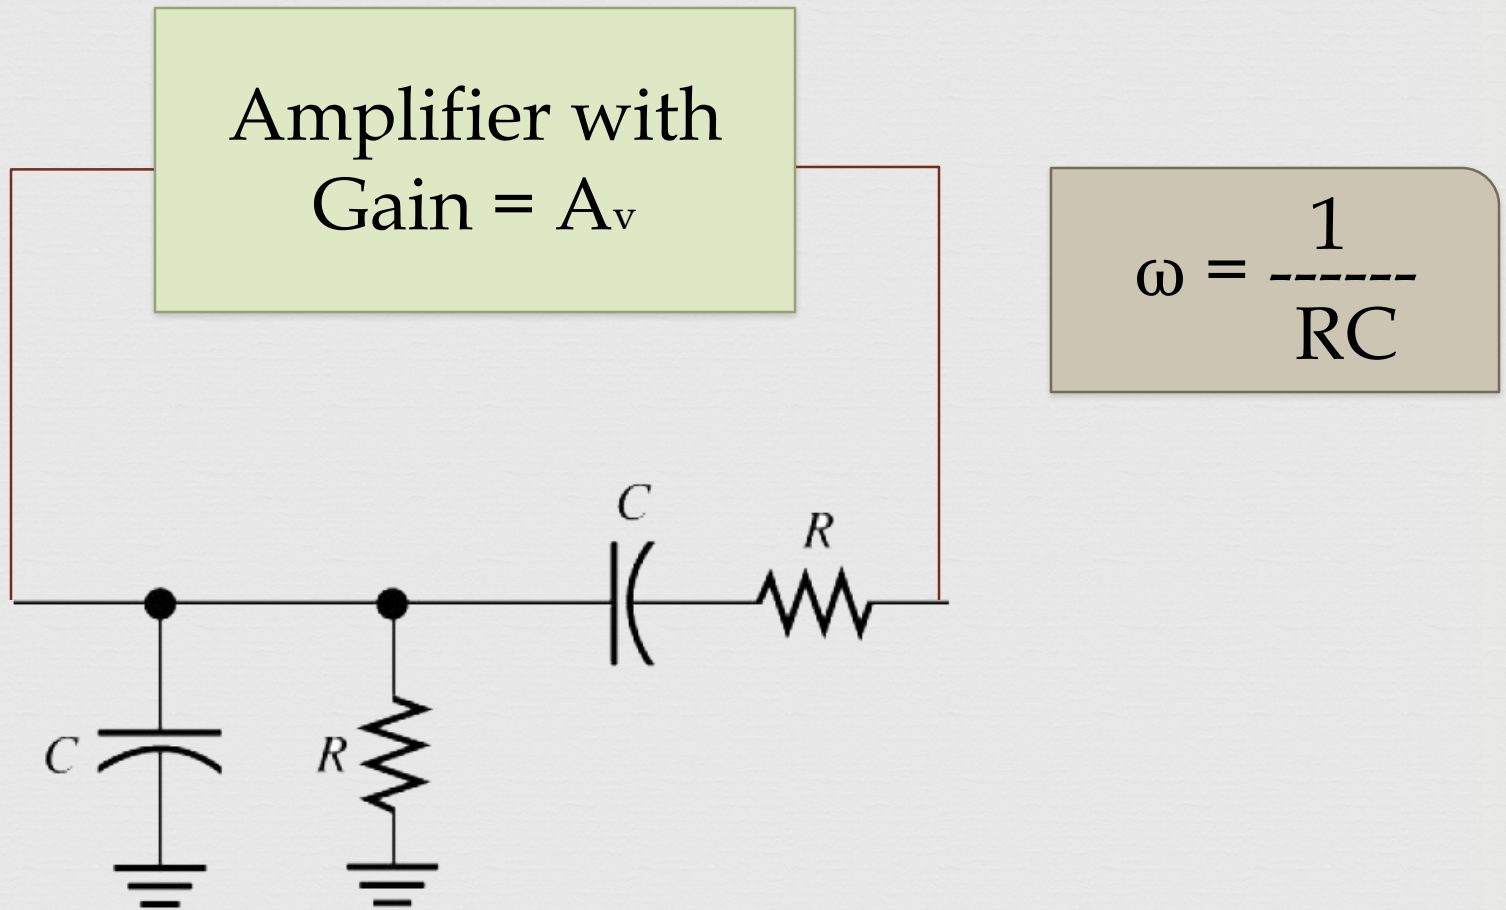 Amplifier with
Gain = Av
1
ω = ------
RC
C
R
C
R